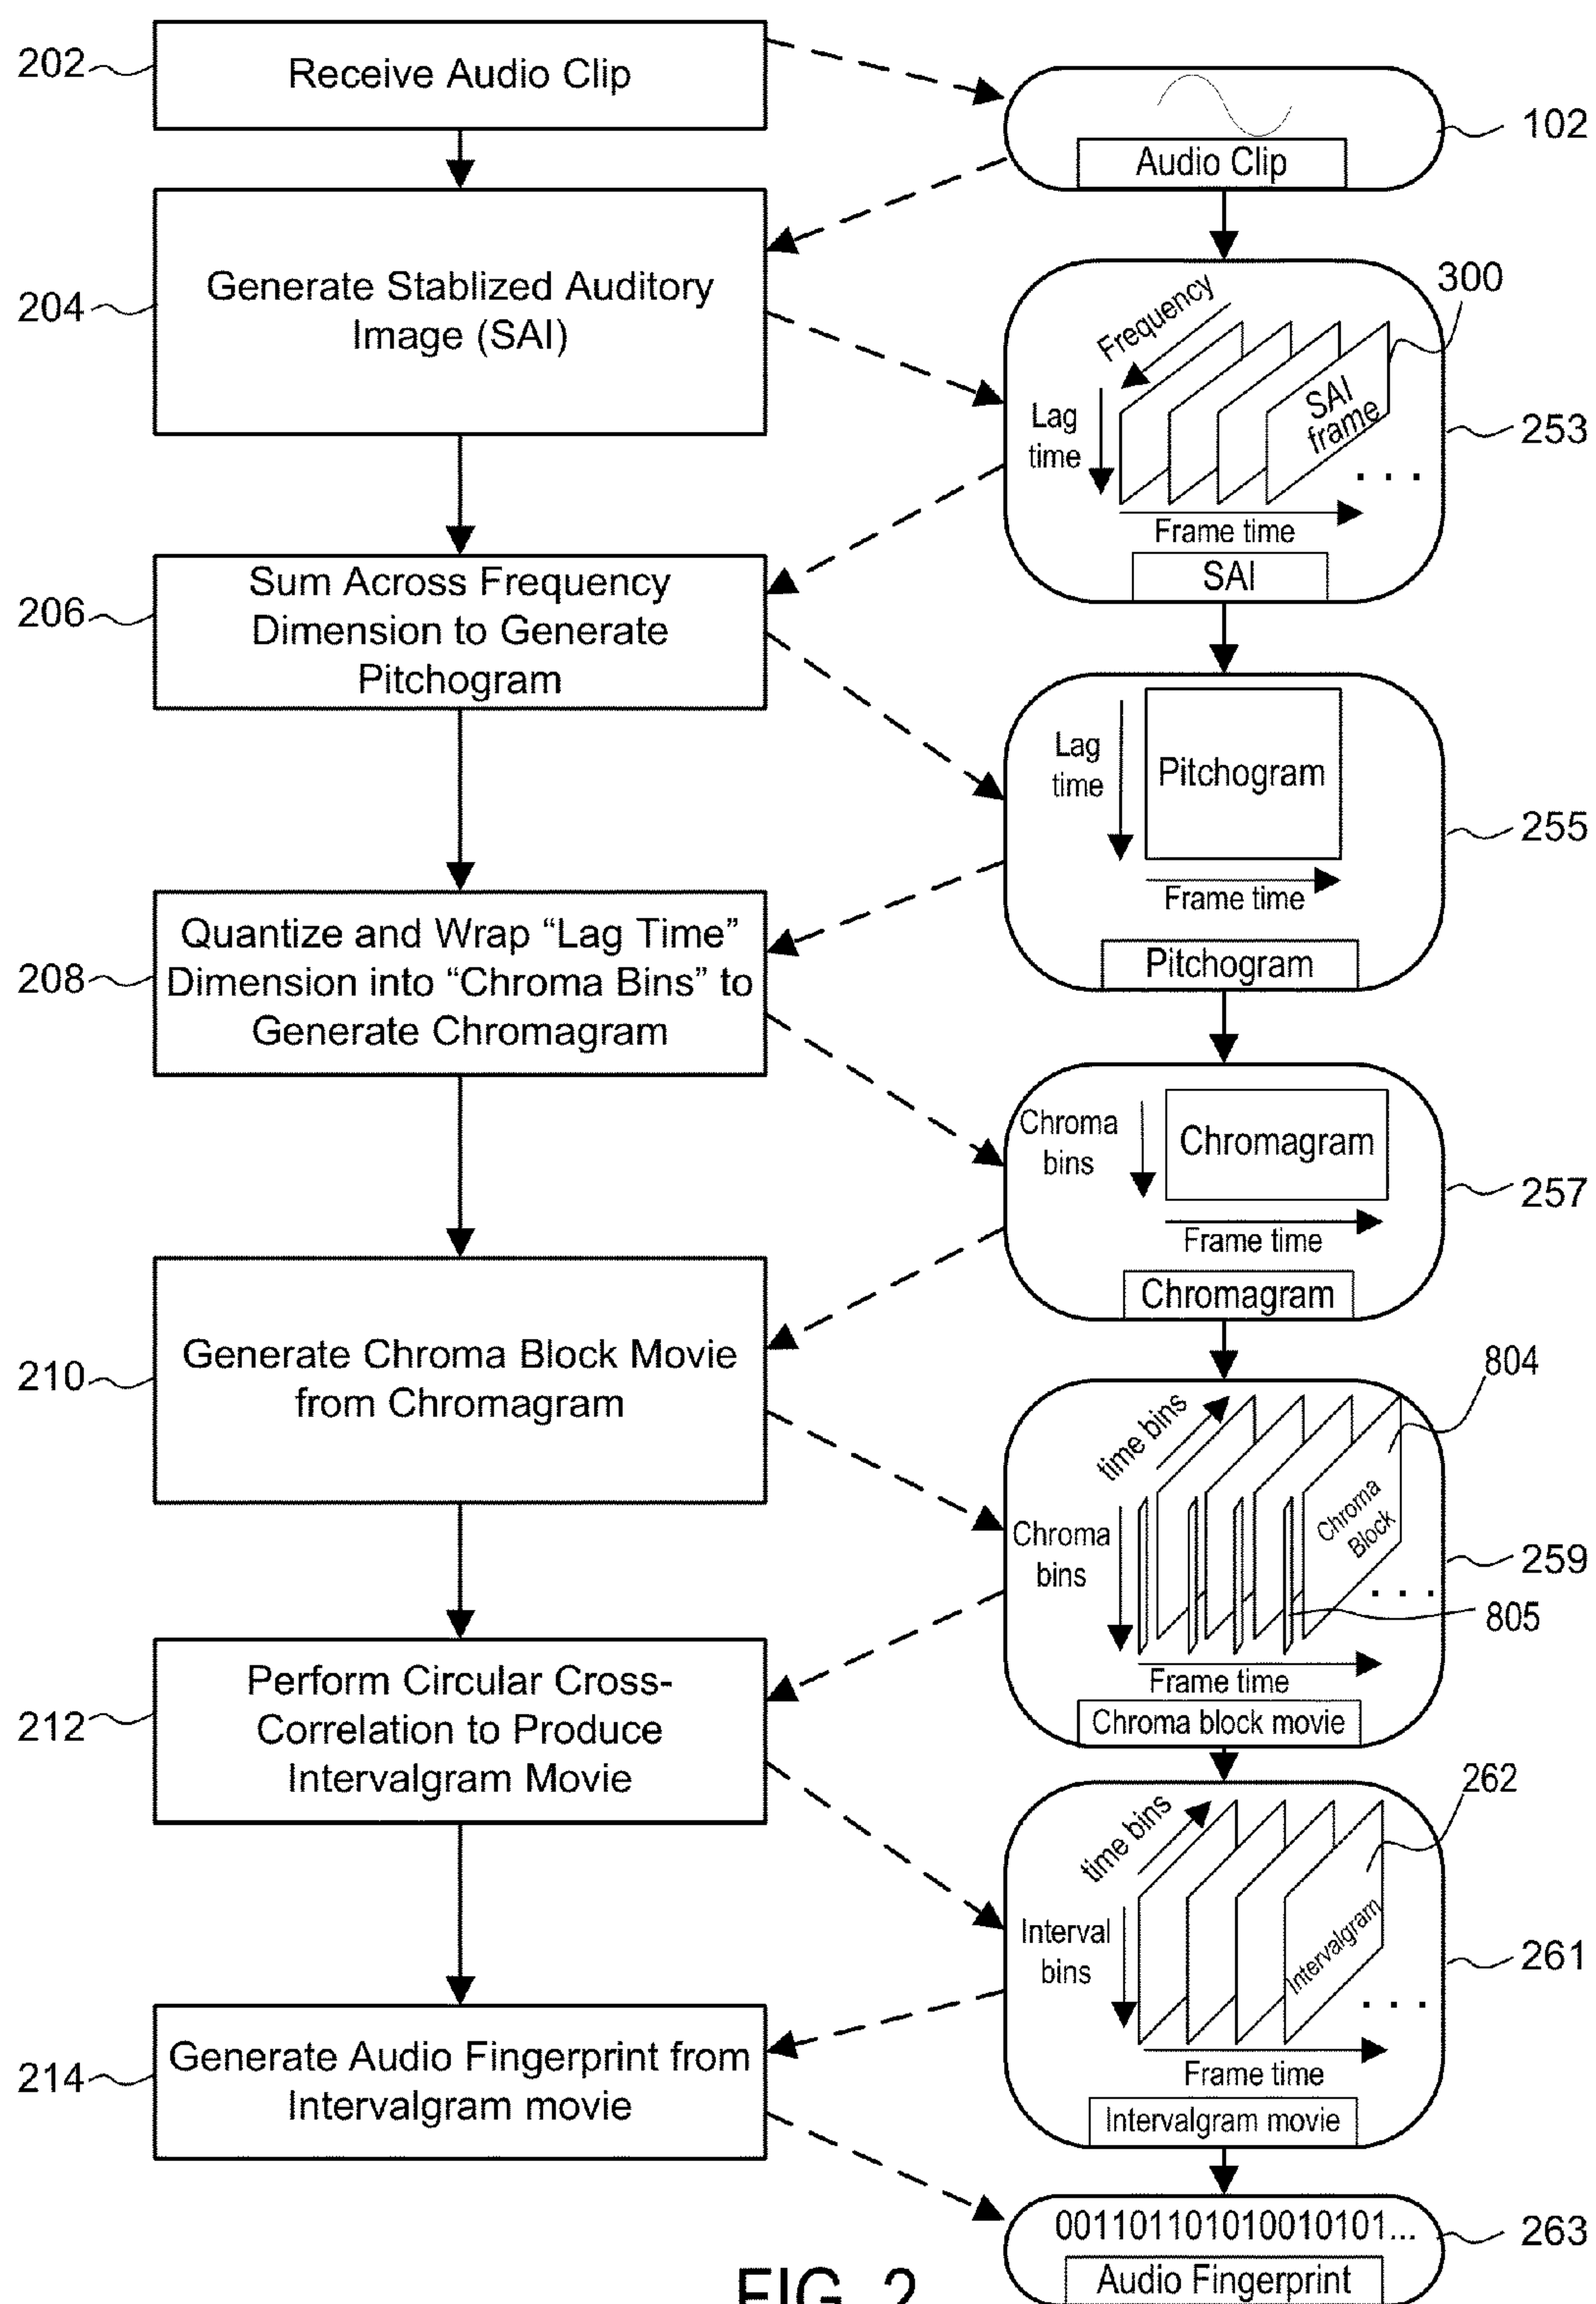 202
Receive Audio Clip
102
Audio Clip
204
Generate Stablized Auditory
Image (SAI)
300
Frequency
Lag
time
SAI
frame
. . .
Frame time
SAI
253
206
Sum Across Frequency
Dimension to Generate
Pitchogram
Lag
time
Pitchogram
Frame time
Pitchogram
255
208
Quantize and Wrap “Lag Time”
Dimension into “Chroma Bins” to
Generate Chromagram
Chroma
bins
Chromagram
Frame time
Chromagram
257
210
Generate Chroma Block Movie
from Chromagram
804
time bins
Chroma
bins
Chroma
Block
. . .
805
Frame time
Chroma block movie
259
212
Perform Circular Cross-
Correlation to Produce
Intervalgram Movie
262
time bins
Interval
bins
Intervalgram
. . .
Frame time
Intervalgram movie
261
214
Generate Audio Fingerprint from
Intervalgram movie
001101101010010101...
Audio Fingerprint
263
FIG. 2